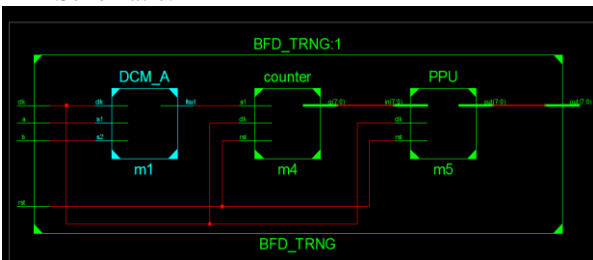 BFD_TRNG:1
DCM_A counter PPU
clk clk fout s1 q(7:0) in(7:0) out(7:0) out(7:0)
a s1 clk clk
b s2 rst rst
m1 m4 m5
rst
BFD_TRNG